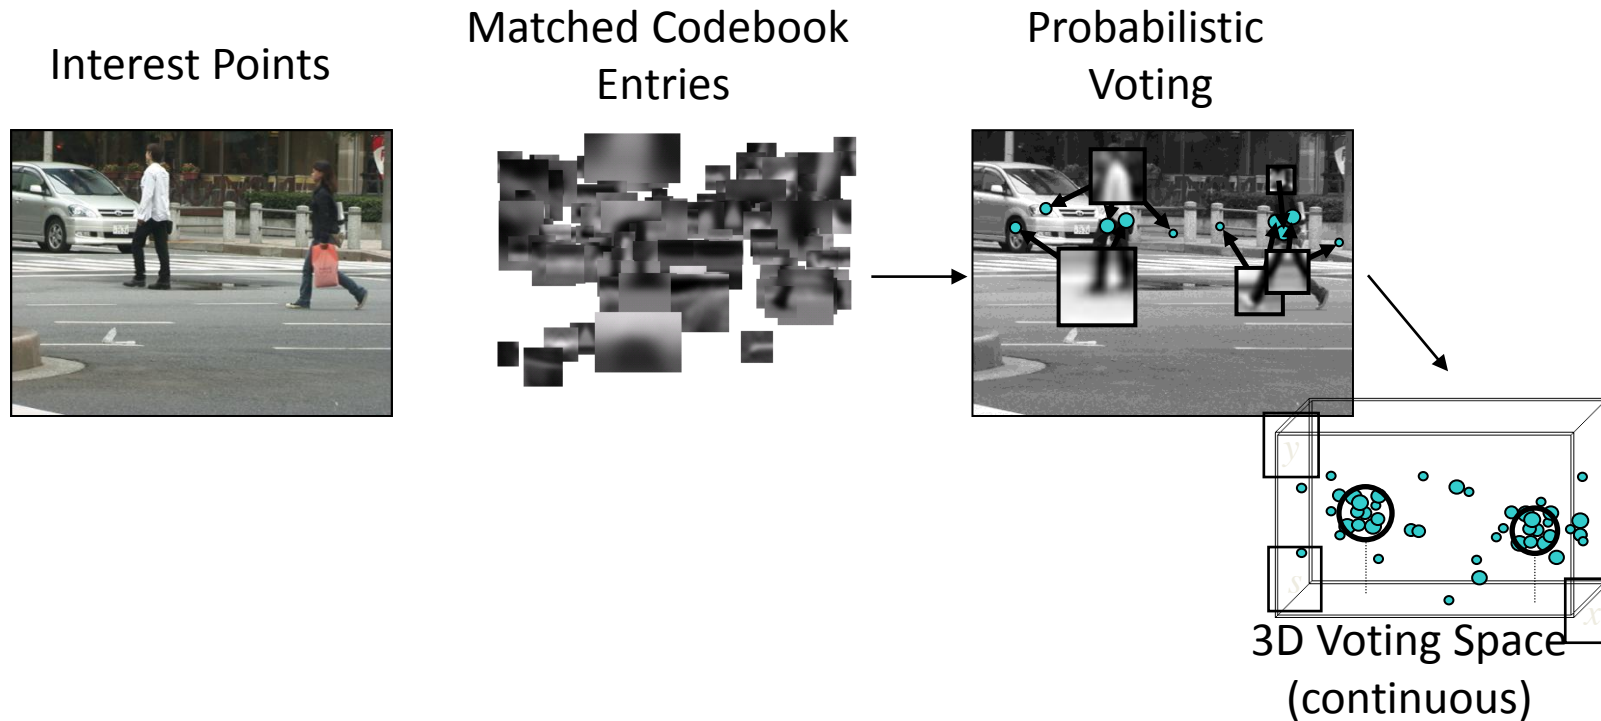 Interest Points
Matched Codebook
Entries
Probabilistic
Voting
y
s
x
3D Voting Space
(continuous)